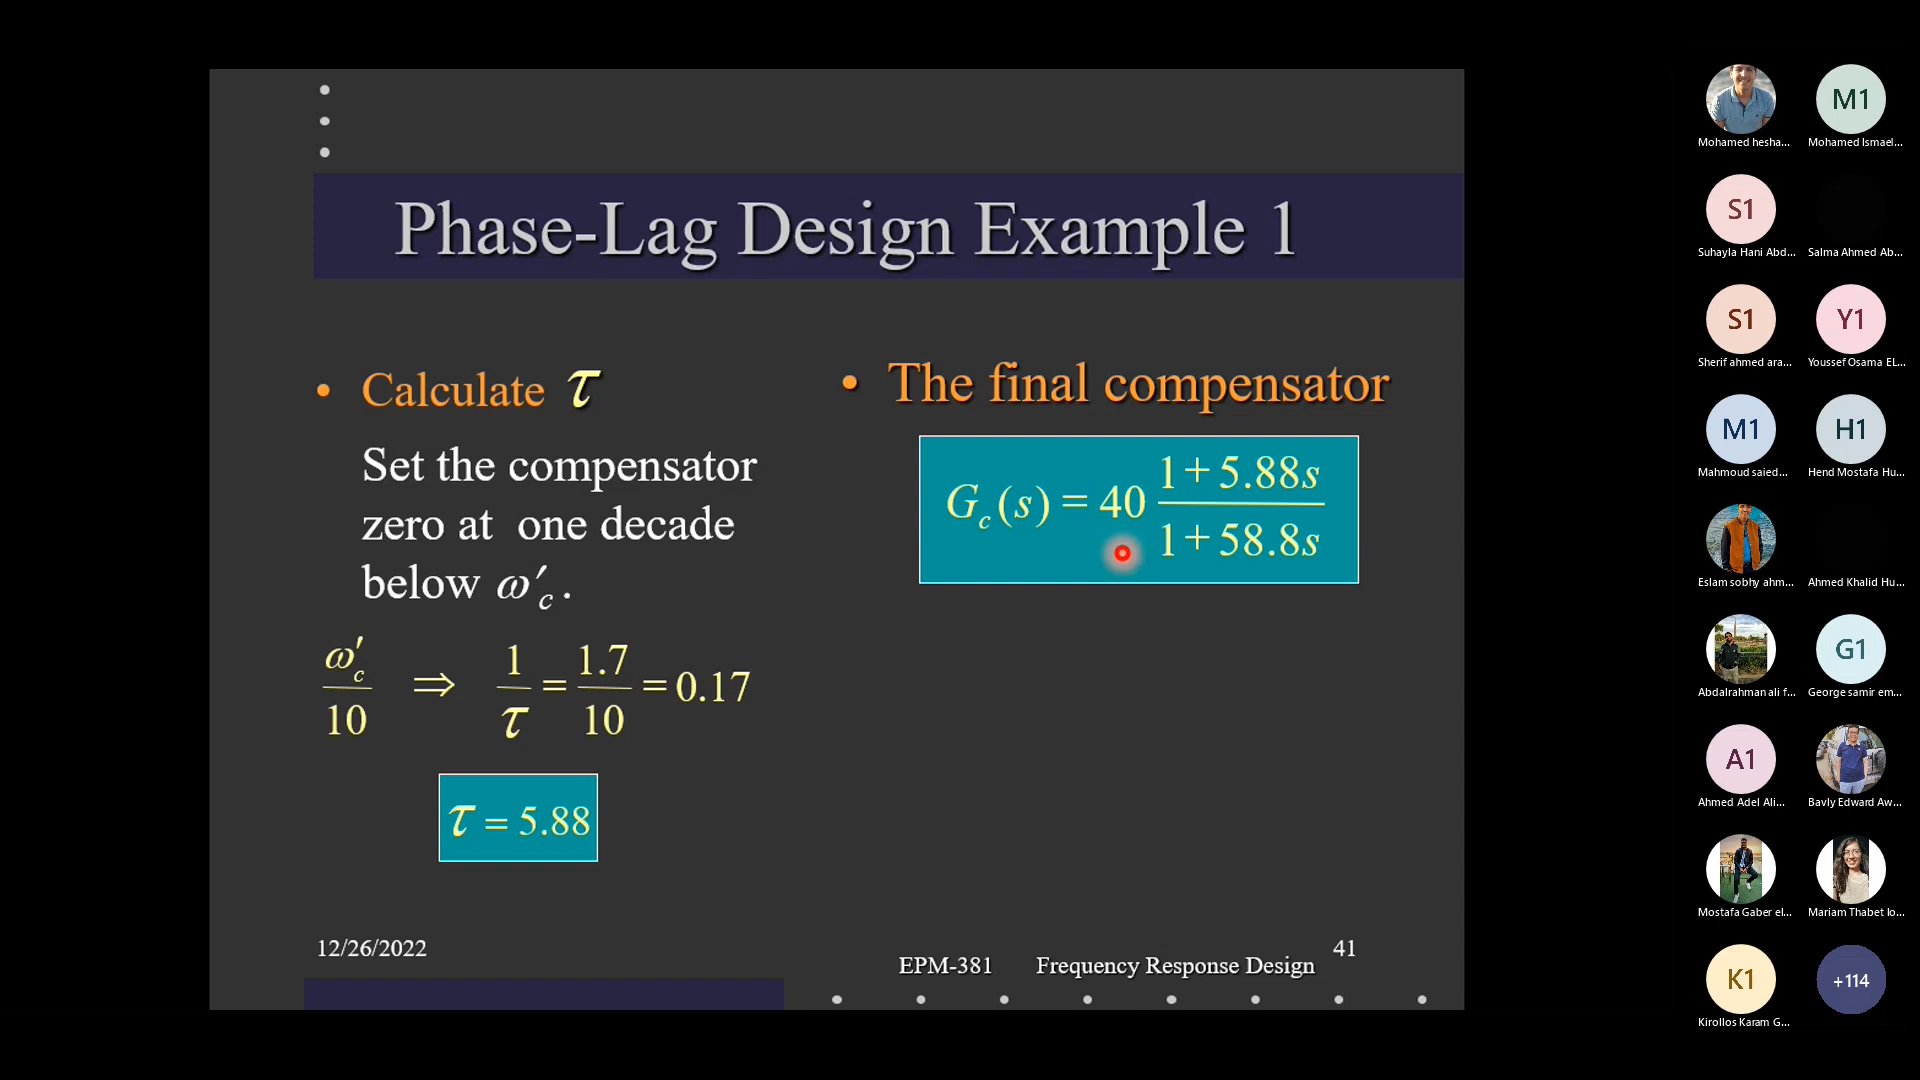 Phase-Lag Design Example 1
• Calculate τ
Set the compensator
zero at one decade
below ω′c.
ω′c/10 ⇒ 1/τ = 1.7/10 = 0.17
τ = 5.88
• The final compensator
Gc(s) = 40 (1+5.88s)/(1+58.8s)
12/26/2022
EPM-381 Frequency Response Design
41
Mohamed hesha...
M1
Mohamed Ismael...
S1
Suhayla Hani Abd...
Salma Ahmed Ab...
S1
Sherif ahmed ara...
Y1
Youssef Osama EL...
M1
Mahmoud saied...
H1
Hend Mostafa Hu...
Eslam sobhy ahm...
Ahmed Khalid Hu...
Abdalrahman ali f...
G1
George samir em...
A1
Ahmed Adel Ali...
Bavly Edward Aw...
Mostafa Gaber el...
Mariam Thabet lo...
K1
Kirollos Karam G...
+114